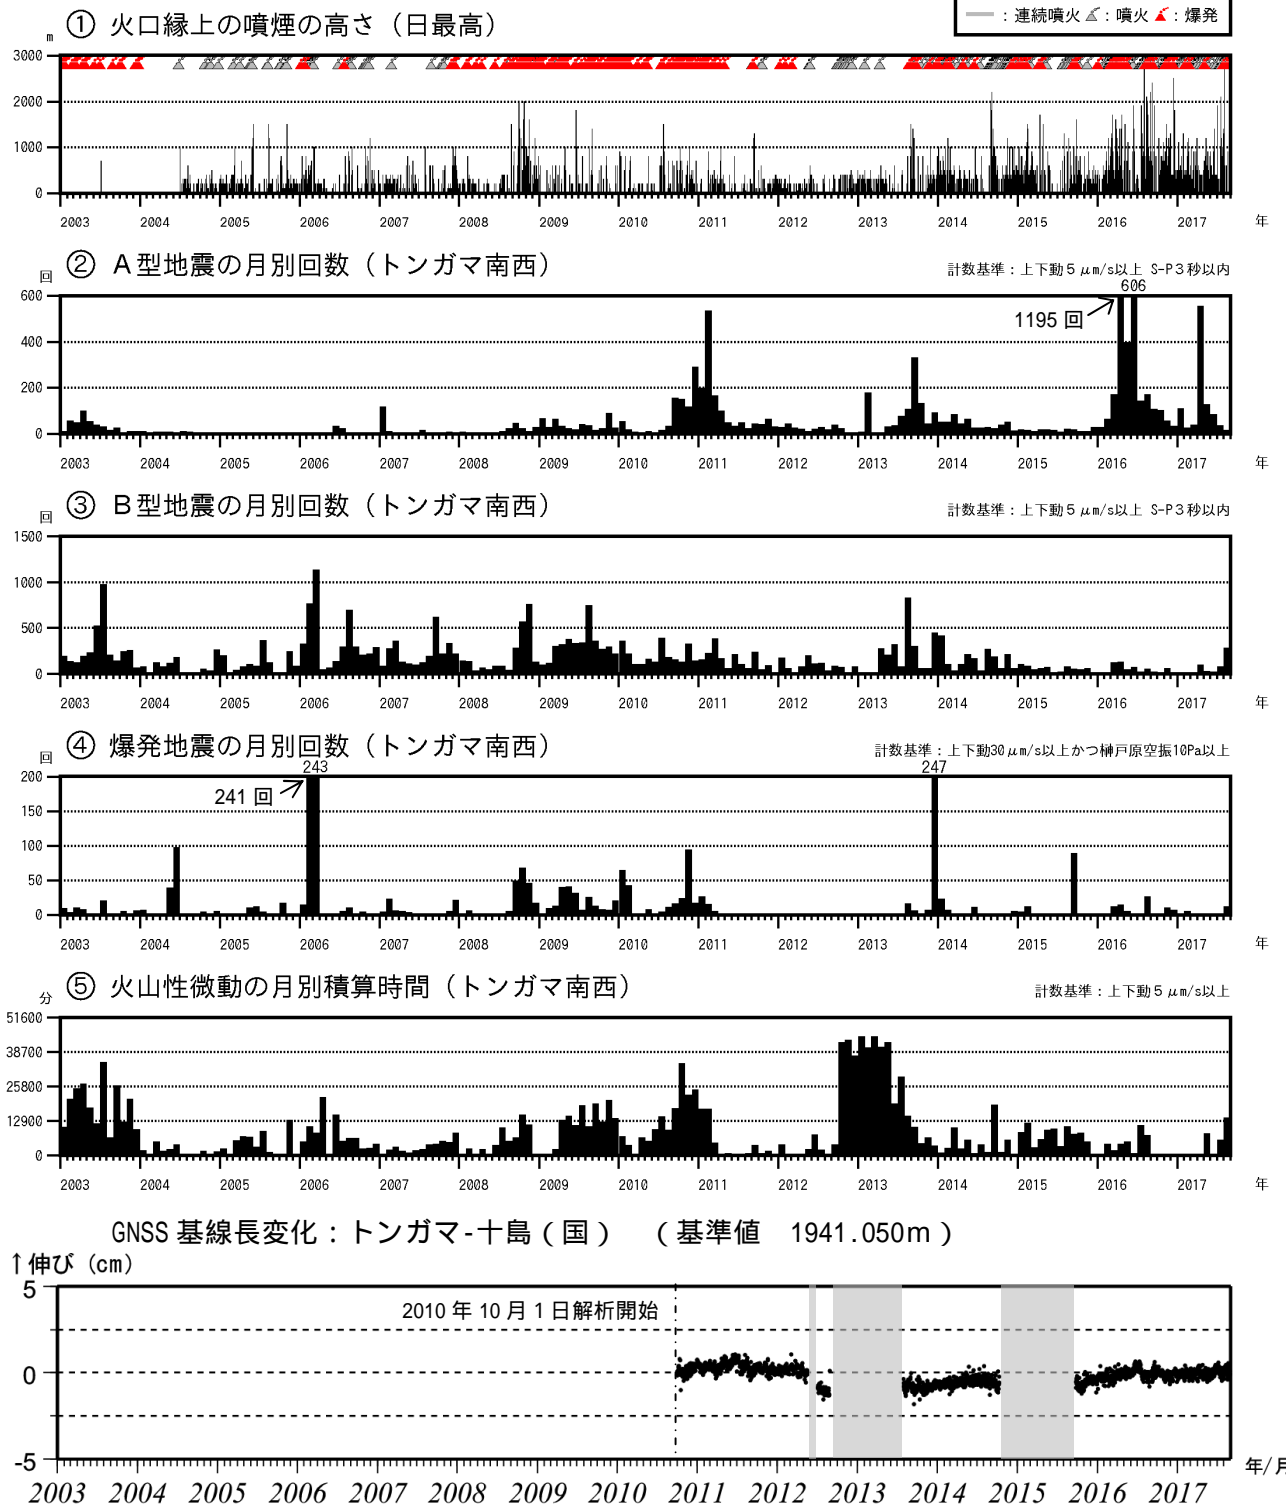 ：連続噴火 ：噴火 ：爆発
① 火口縁上の噴煙の高さ（日最高）
m
3000
2000
1000
0
2003 2004 2005 2006 2007 2008 2009 2010 2011 2012 2013 2014 2015 2016 2017 年
② A型地震の月別回数（トンガマ南西）
計数基準：上下動5μm/s以上 S-P3秒以内
回
606
1195回
600
400
200
0
2003 2004 2005 2006 2007 2008 2009 2010 2011 2012 2013 2014 2015 2016 2017 年
③ B型地震の月別回数（トンガマ南西）
計数基準：上下動5μm/s以上 S-P3秒以内
回
1500
1000
500
0
2003 2004 2005 2006 2007 2008 2009 2010 2011 2012 2013 2014 2015 2016 2017 年
④ 爆発地震の月別回数（トンガマ南西）
計数基準：上下動30μm/s以上かつ榊戸原空振10Pa以上
回
243
247
241回
200
150
100
50
0
2003 2004 2005 2006 2007 2008 2009 2010 2011 2012 2013 2014 2015 2016 2017 年
⑤ 火山性微動の月別積算時間（トンガマ南西）
計数基準：上下動5μm/s以上
分
51600
38700
25800
12900
0
2003 2004 2005 2006 2007 2008 2009 2010 2011 2012 2013 2014 2015 2016 2017 年
GNSS基線長変化：トンガマ-十島（国） （基準値 1941.050m）
↑伸び（cm）
5
2010年10月1日解析開始
0
-5
年/月
2003 2004 2005 2006 2007 2008 2009 2010 2011 2012 2013 2014 2015 2016 2017